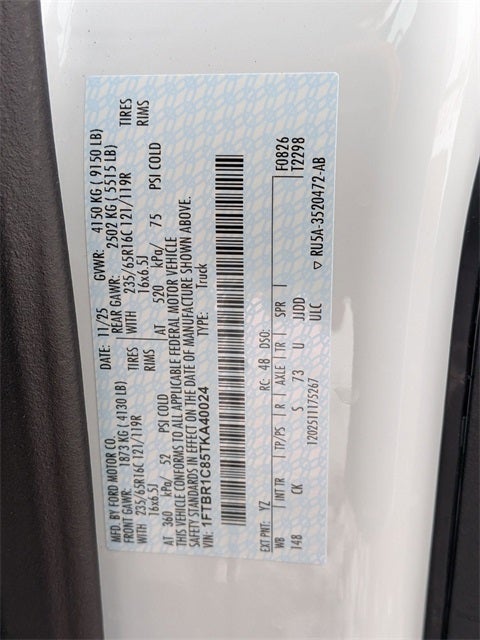 MFD. BY FORD MOTOR CO.
DATE: 11/25 GVWR: 4150 KG ( 9150 LB)
FRONT GAWR: 1873 KG ( 4130 LB)
REAR GAWR: 2502 KG ( 5515 LB)
WITH 235/65R16C 121/119R TIRES
WITH 235/65R16C 121/119R TIRES
16x6.5J RIMS
16x6.5J RIMS
AT 360 kPa/ 52 PSI COLD
AT 520 kPa/ 75 PSI COLD
THIS VEHICLE CONFORMS TO ALL APPLICABLE FEDERAL MOTOR VEHICLE
SAFETY STANDARDS IN EFFECT ON THE DATE OF MANUFACTURE SHOWN ABOVE.
VIN: 1FTBR1C85TKA40024 TYPE: Truck
EXT PNT: YZ RC: 48 DSO: F0826
WB INT TR TP/PS R AXLE TR SPR T2298
148 CK S 73 U JJDD
120251117526​7 ULC
▽ RU5A-3520472-AB